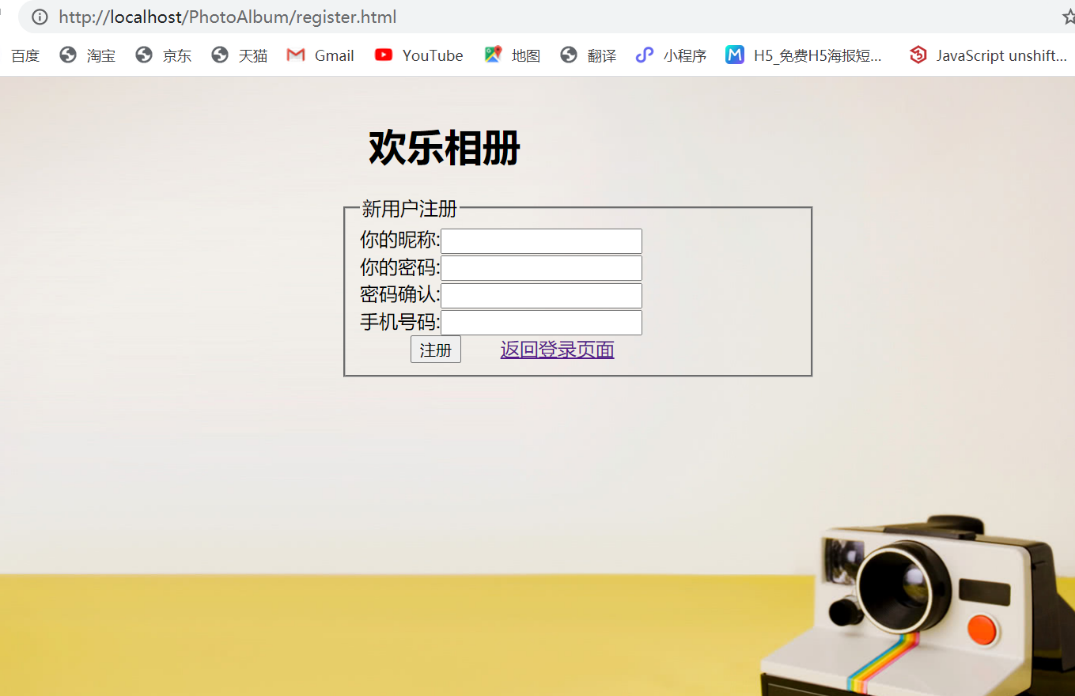 http://localhost/PhotoAlbum/register.html
百度 淘宝 京东 天猫 Gmail YouTube 地图 翻译 小程序 H5_免费H5海报短... JavaScript unshift...
欢乐相册
新用户注册
你的昵称:
你的密码:
密码确认:
手机号码:
注册 返回登录页面